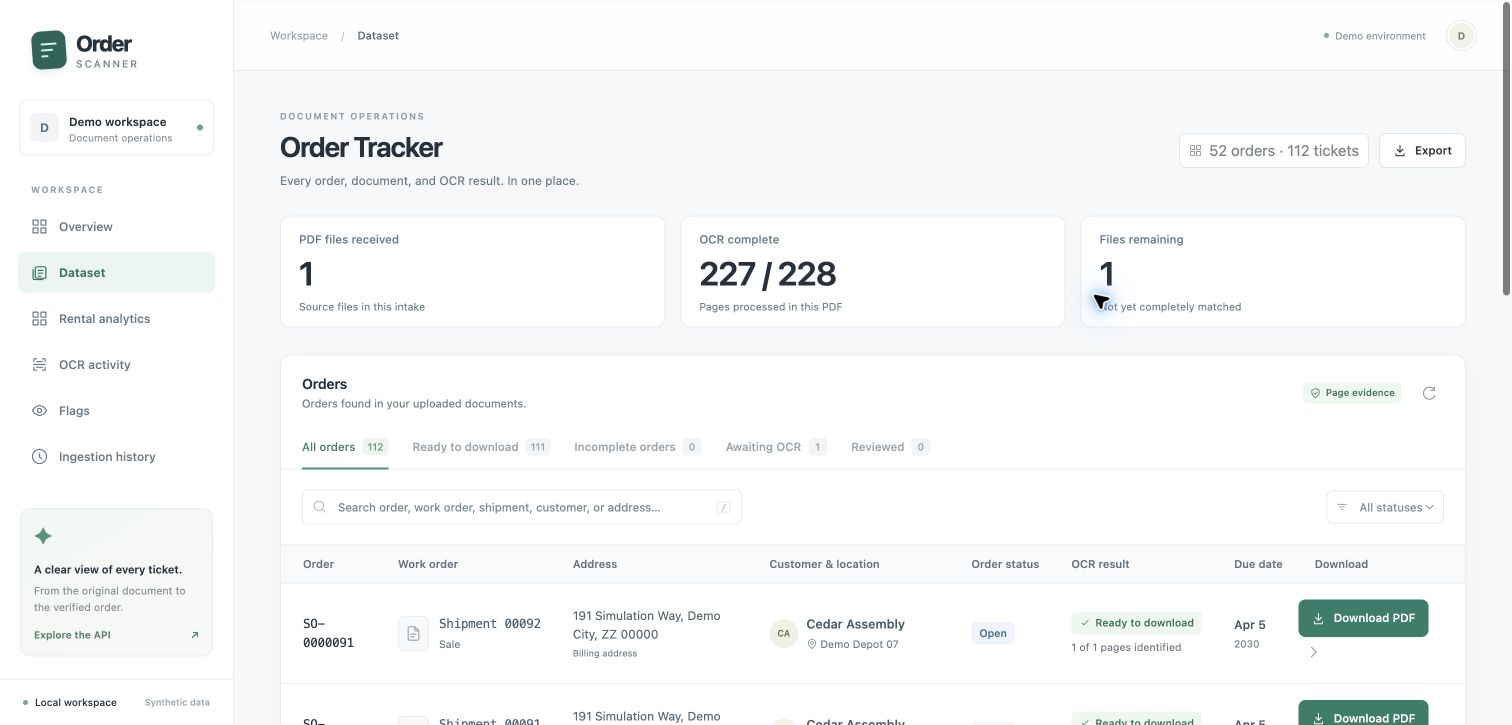 Order
SCANNER
D
Demo workspace
Document operations
WORKSPACE
Overview
Dataset
Rental analytics
OCR activity
Flags
Ingestion history
A clear view of every ticket.
From the original document to
the verified order.
Explore the API
Local workspace
Synthetic data
Workspace / Dataset
Demo environment
D
DOCUMENT OPERATIONS
Order Tracker
Every order, document, and OCR result. In one place.
52 orders · 112 tickets
Export
PDF files received
1
Source files in this intake
OCR complete
227 / 228
Pages processed in this PDF
Files remaining
1
yet completely matched
Orders
Orders found in your uploaded documents.
Page evidence
All orders 112
Ready to download 111
Incomplete orders 0
Awaiting OCR 1
Reviewed 0
Search order, work order, shipment, customer, or address...
/
All statuses
Order
Work order
Address
Customer & location
Order status
OCR result
Due date
Download
SO-
0000091
Shipment 00092
Sale
191 Simulation Way, Demo
City, ZZ 00000
Billing address
CA
Cedar Assembly
Demo Depot 07
Open
Ready to download
1 of 1 pages identified
Apr 5
2030
Download PDF
SO-
Shipment 00091
191 Simulation Way, Demo
Cedar Assembly
Ready to download
Apr 5
Download PDF